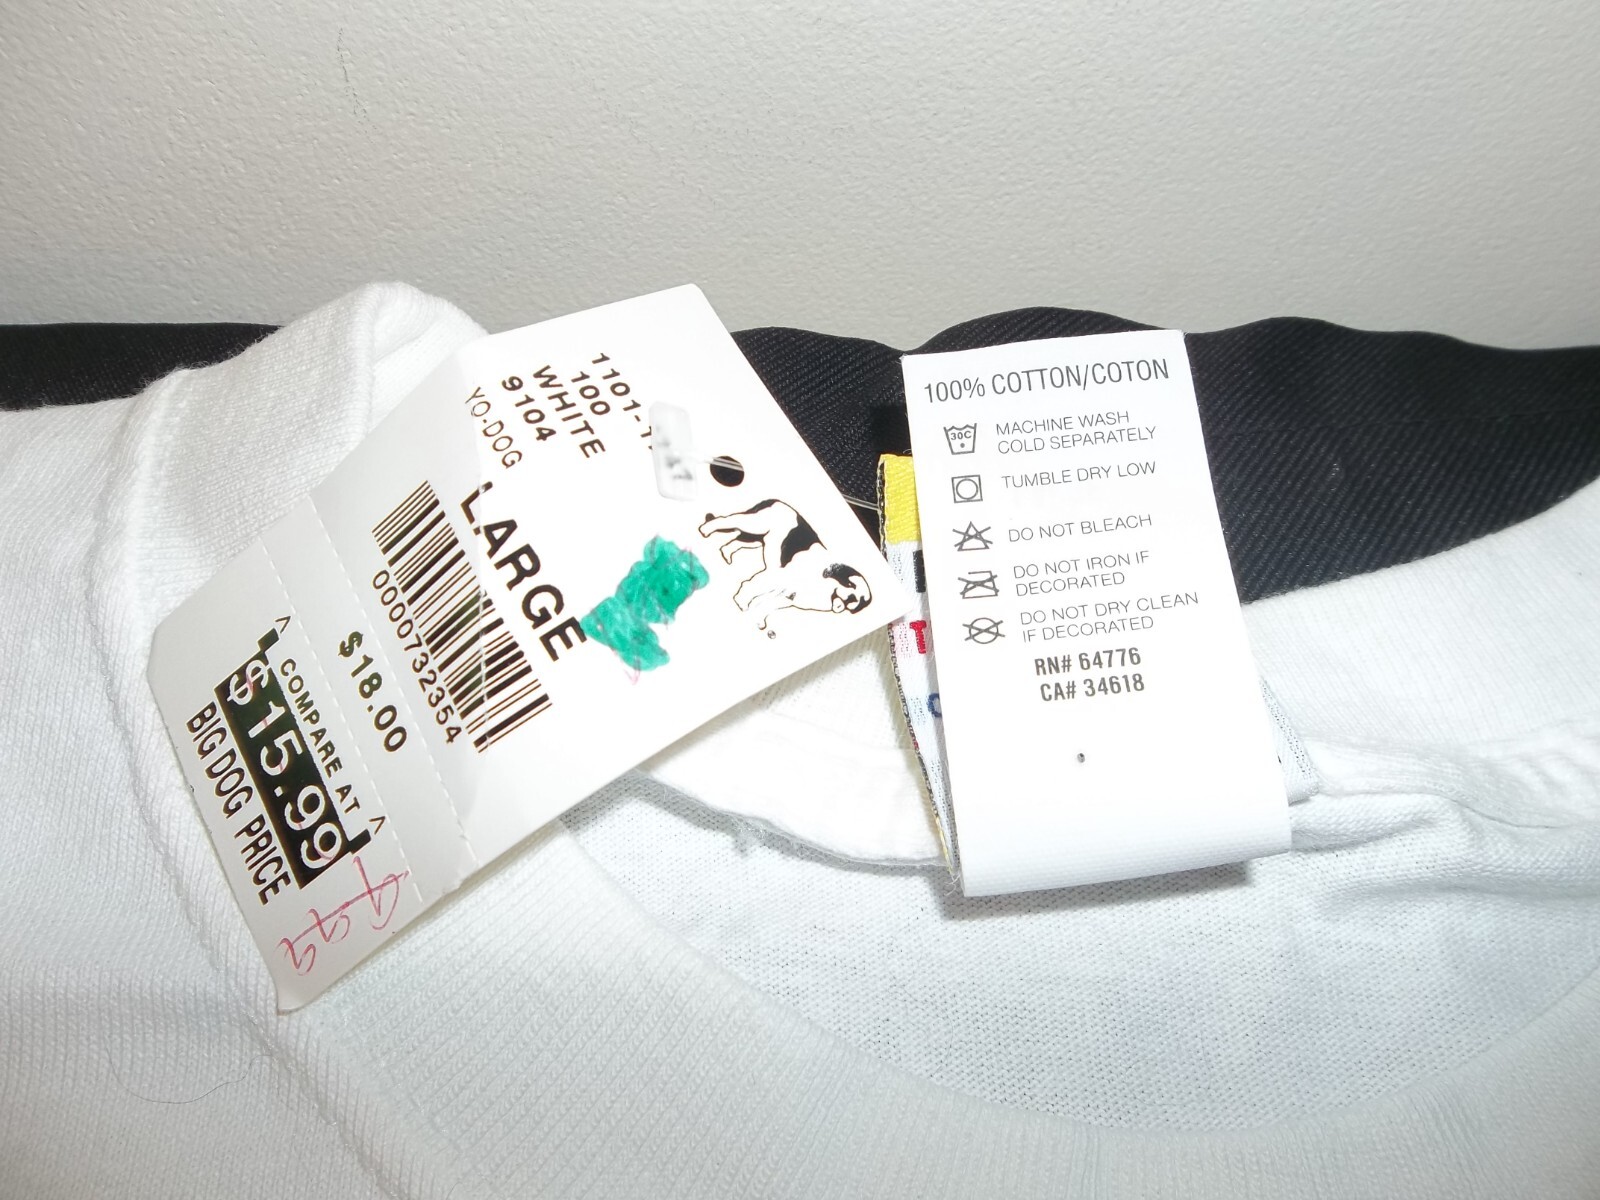 100
WHITE
9104
YO-DOG
LARGE
0000732354
$18.00
COMPARE AT
$15.99
BIG DOG PRICE
999
100% COTTON/COTON
30C
MACHINE WASH
COLD SEPARATELY
TUMBLE DRY LOW
DO NOT BLEACH
DO NOT IRON IF
DECORATED
DO NOT DRY CLEAN
IF DECORATED
RN# 64776
CA# 34618